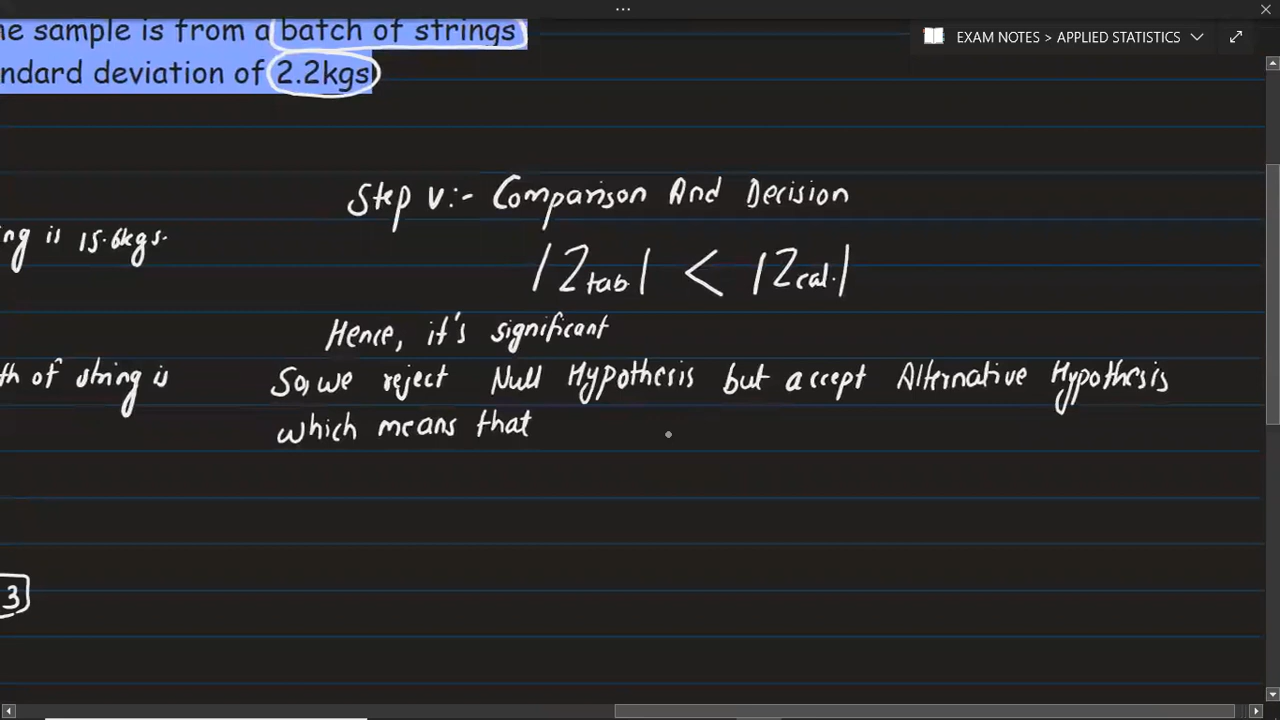 ...
EXAM NOTES > APPLIED STATISTICS
ne sample is from a batch of strings
ndard deviation of 2.2kgs
Step V:- Comparison And Decision
ng is 15.6kgs.
|Ztab| < |Zcal.|
Hence, it's significant
th of string is
So, we reject Null Hypothesis but accept Alternative Hypothesis
which means that
3